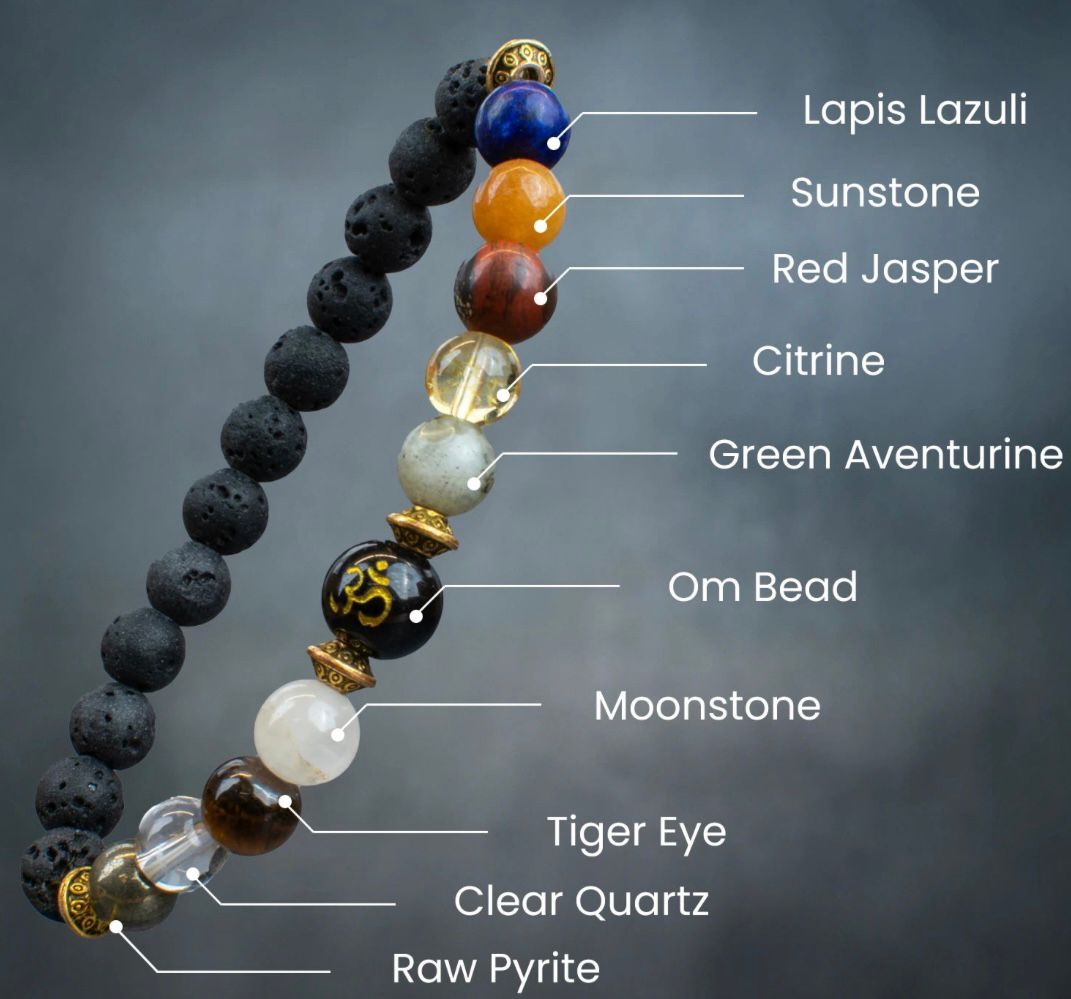 Lapis Lazuli
Sunstone
Red Jasper
Citrine
Green Aventurine
ॐ
Om Bead
Moonstone
Tiger Eye
Clear Quartz
Raw Pyrite